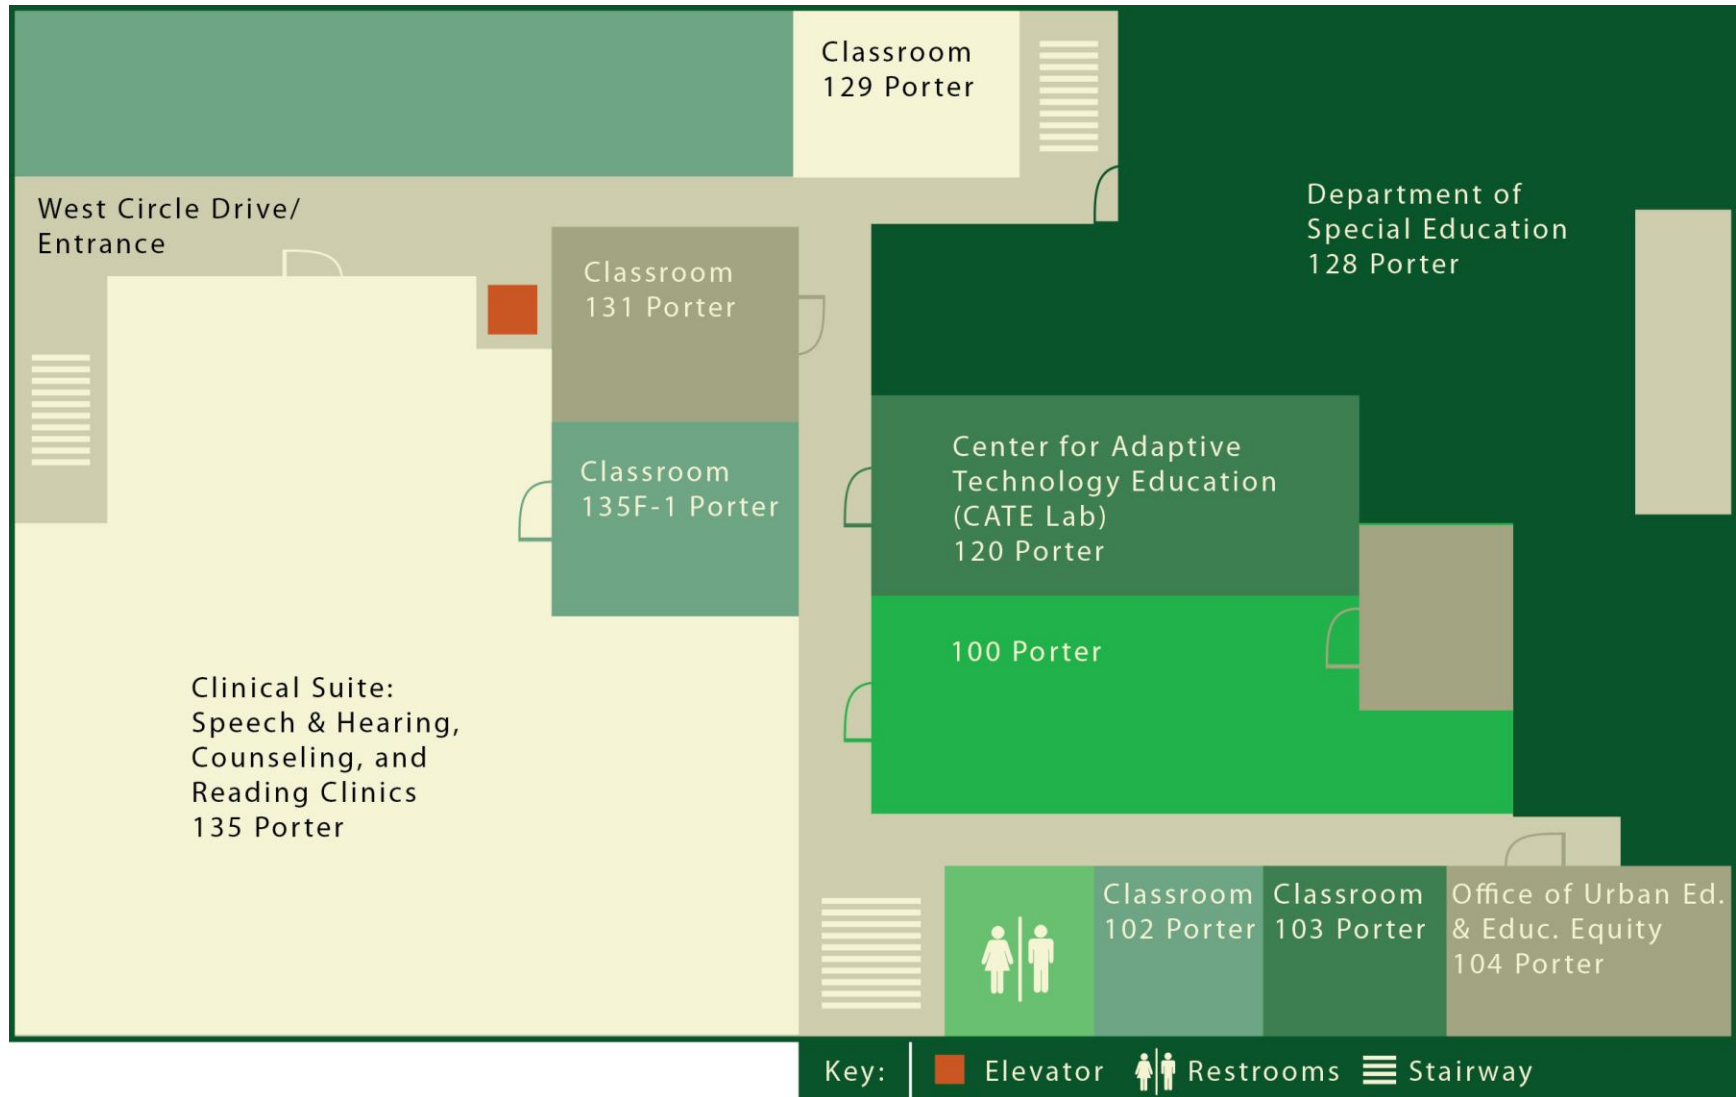 Classroom
129 Porter
West Circle Drive/
Entrance
Department of
Special Education
128 Porter
Classroom
131 Porter
Classroom
135F-1 Porter
Center for Adaptive
Technology Education
(CATE Lab)
120 Porter
100 Porter
Clinical Suite:
Speech & Hearing,
Counseling, and
Reading Clinics
135 Porter
Classroom
102 Porter
Classroom
103 Porter
Office of Urban Ed.
& Educ. Equity
104 Porter
Key: Elevator Restrooms Stairway